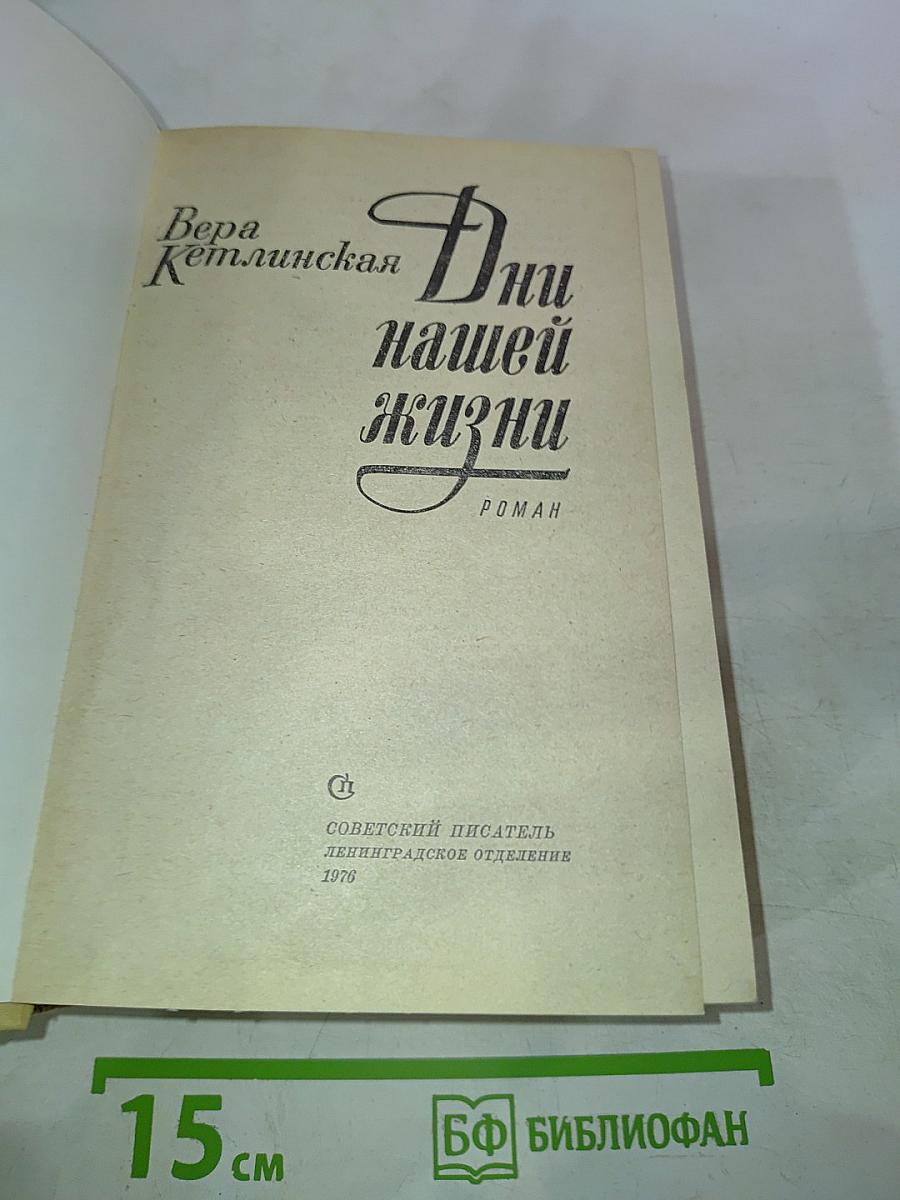 Вера
Кетлинская
Дни
нашей
жизни
РОМАН
СП
СОВЕТСКИЙ ПИСАТЕЛЬ
ЛЕНИНГРАДСКОЕ ОТДЕЛЕНИЕ
1976
15 см
БФ БИБЛИОФАН